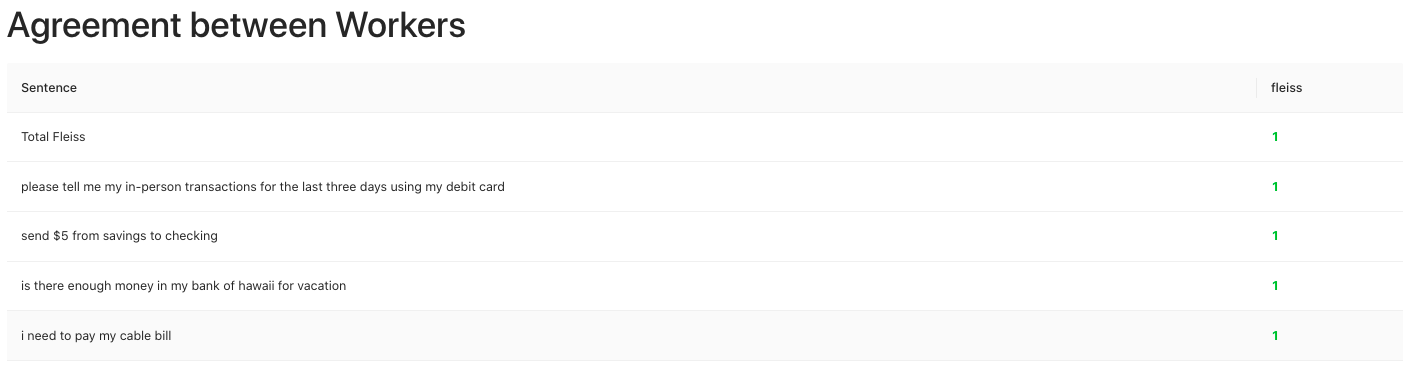 Agreement between Workers
Sentence fleiss
Total Fleiss 1
please tell me my in-person transactions for the last three days using my debit card 1
send $5 from savings to checking 1
is there enough money in my bank of hawaii for vacation 1
i need to pay my cable bill 1